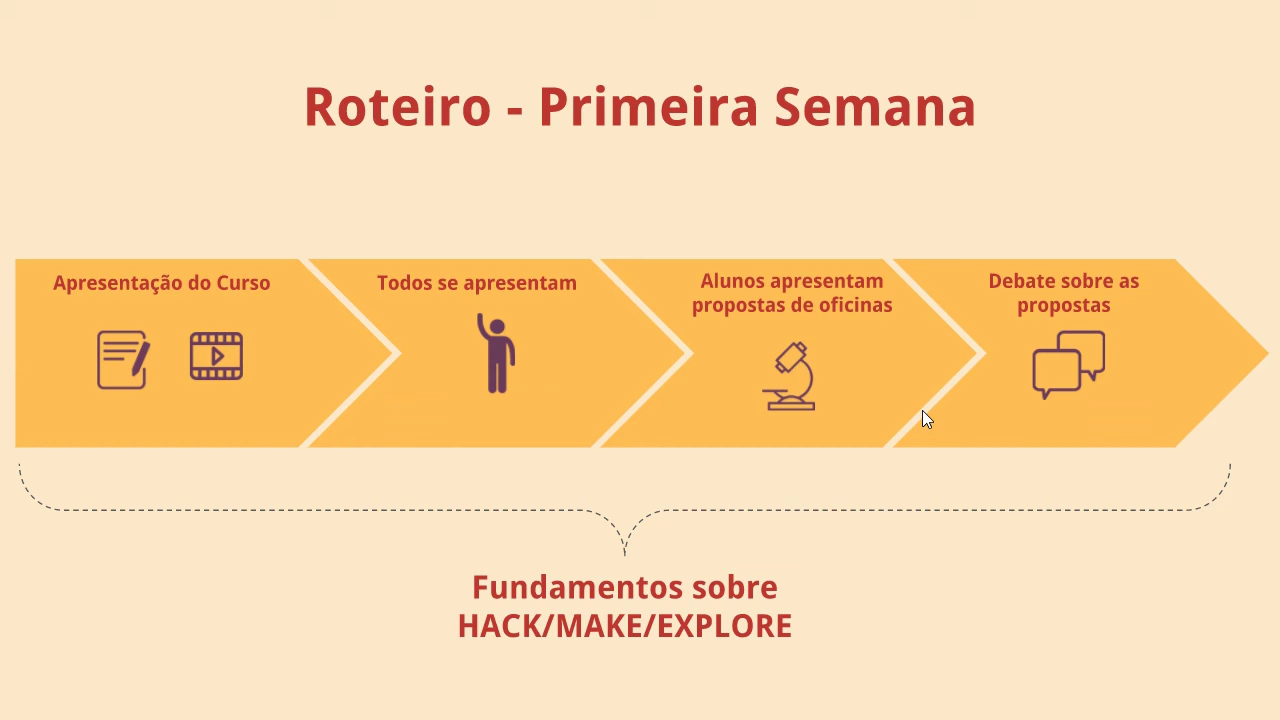 Roteiro - Primeira Semana
Apresentação do Curso
Todos se apresentam
Alunos apresentam
propostas de oficinas
Debate sobre as
propostas
Fundamentos sobre
HACK/MAKE/EXPLORE